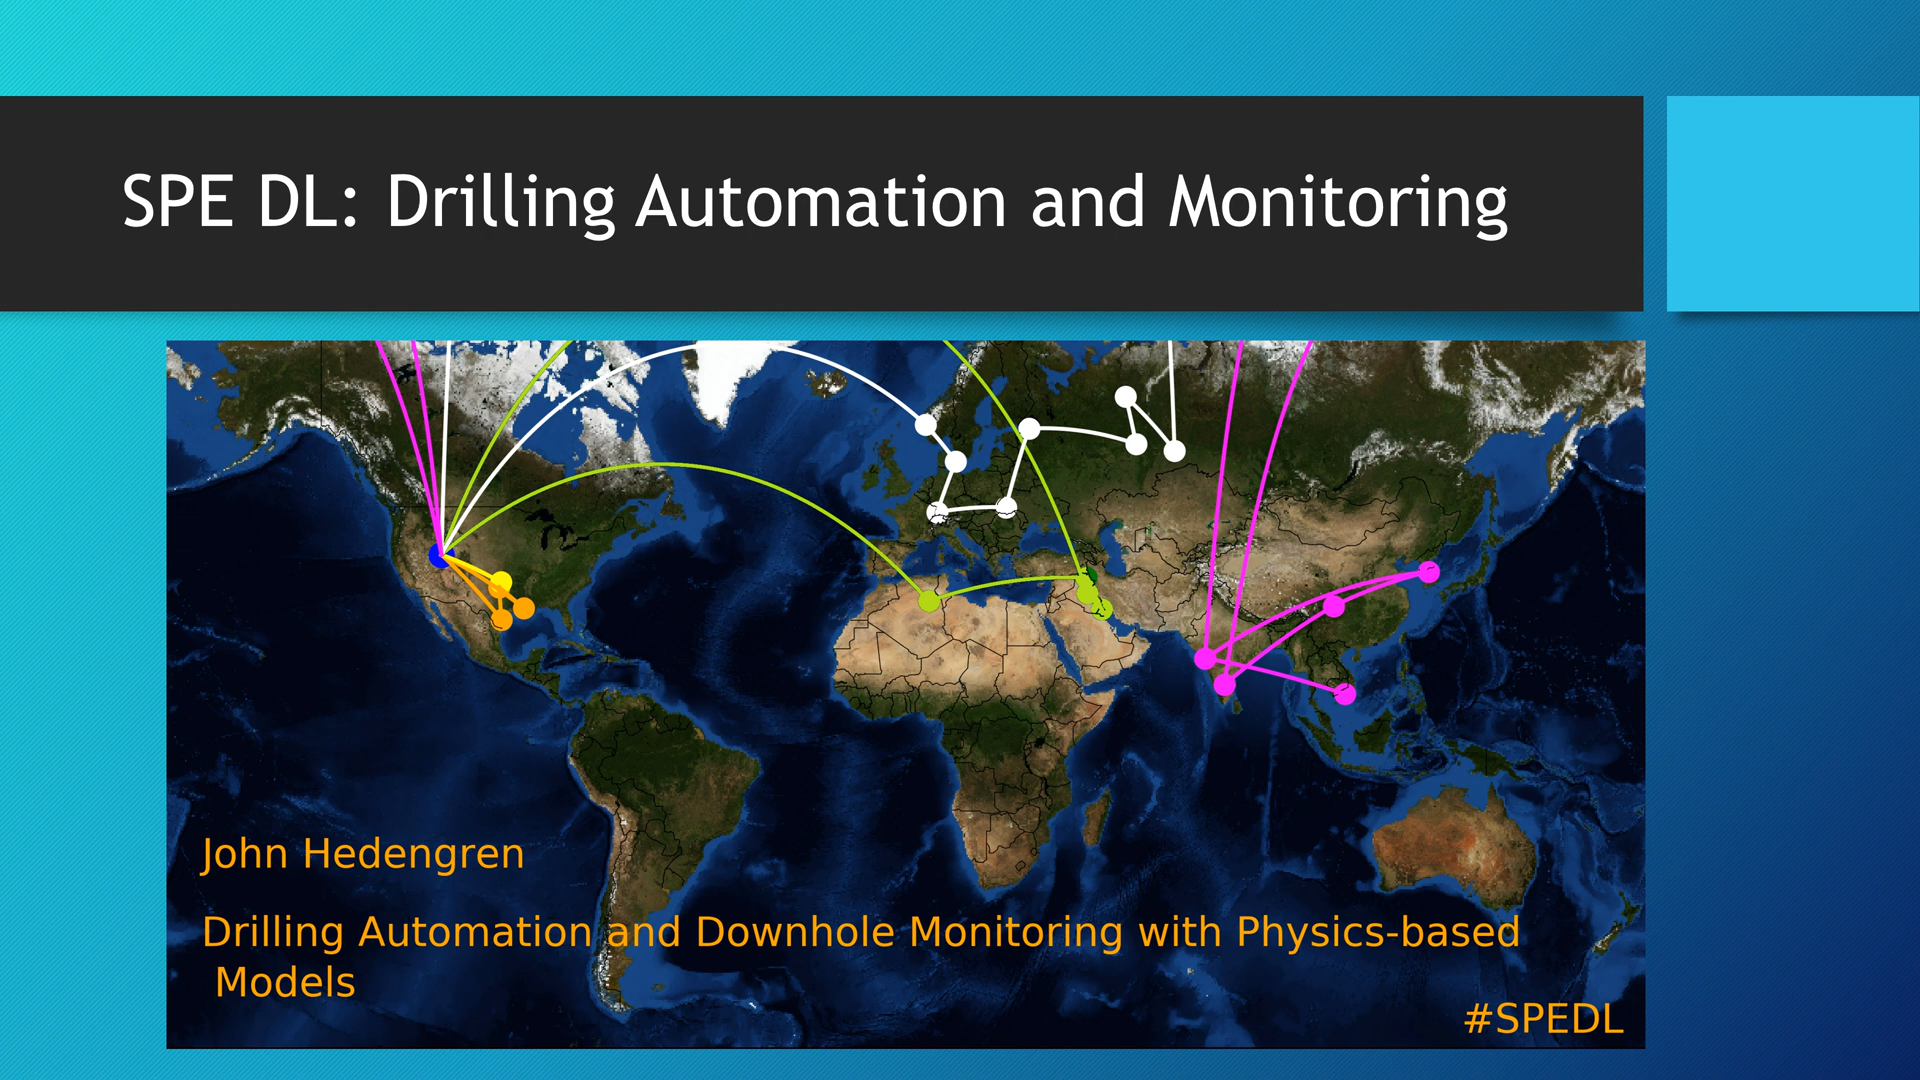 SPE DL: Drilling Automation and Monitoring
John Hedengren
Drilling Automation and Downhole Monitoring with Physics-based
Models
#SPEDL